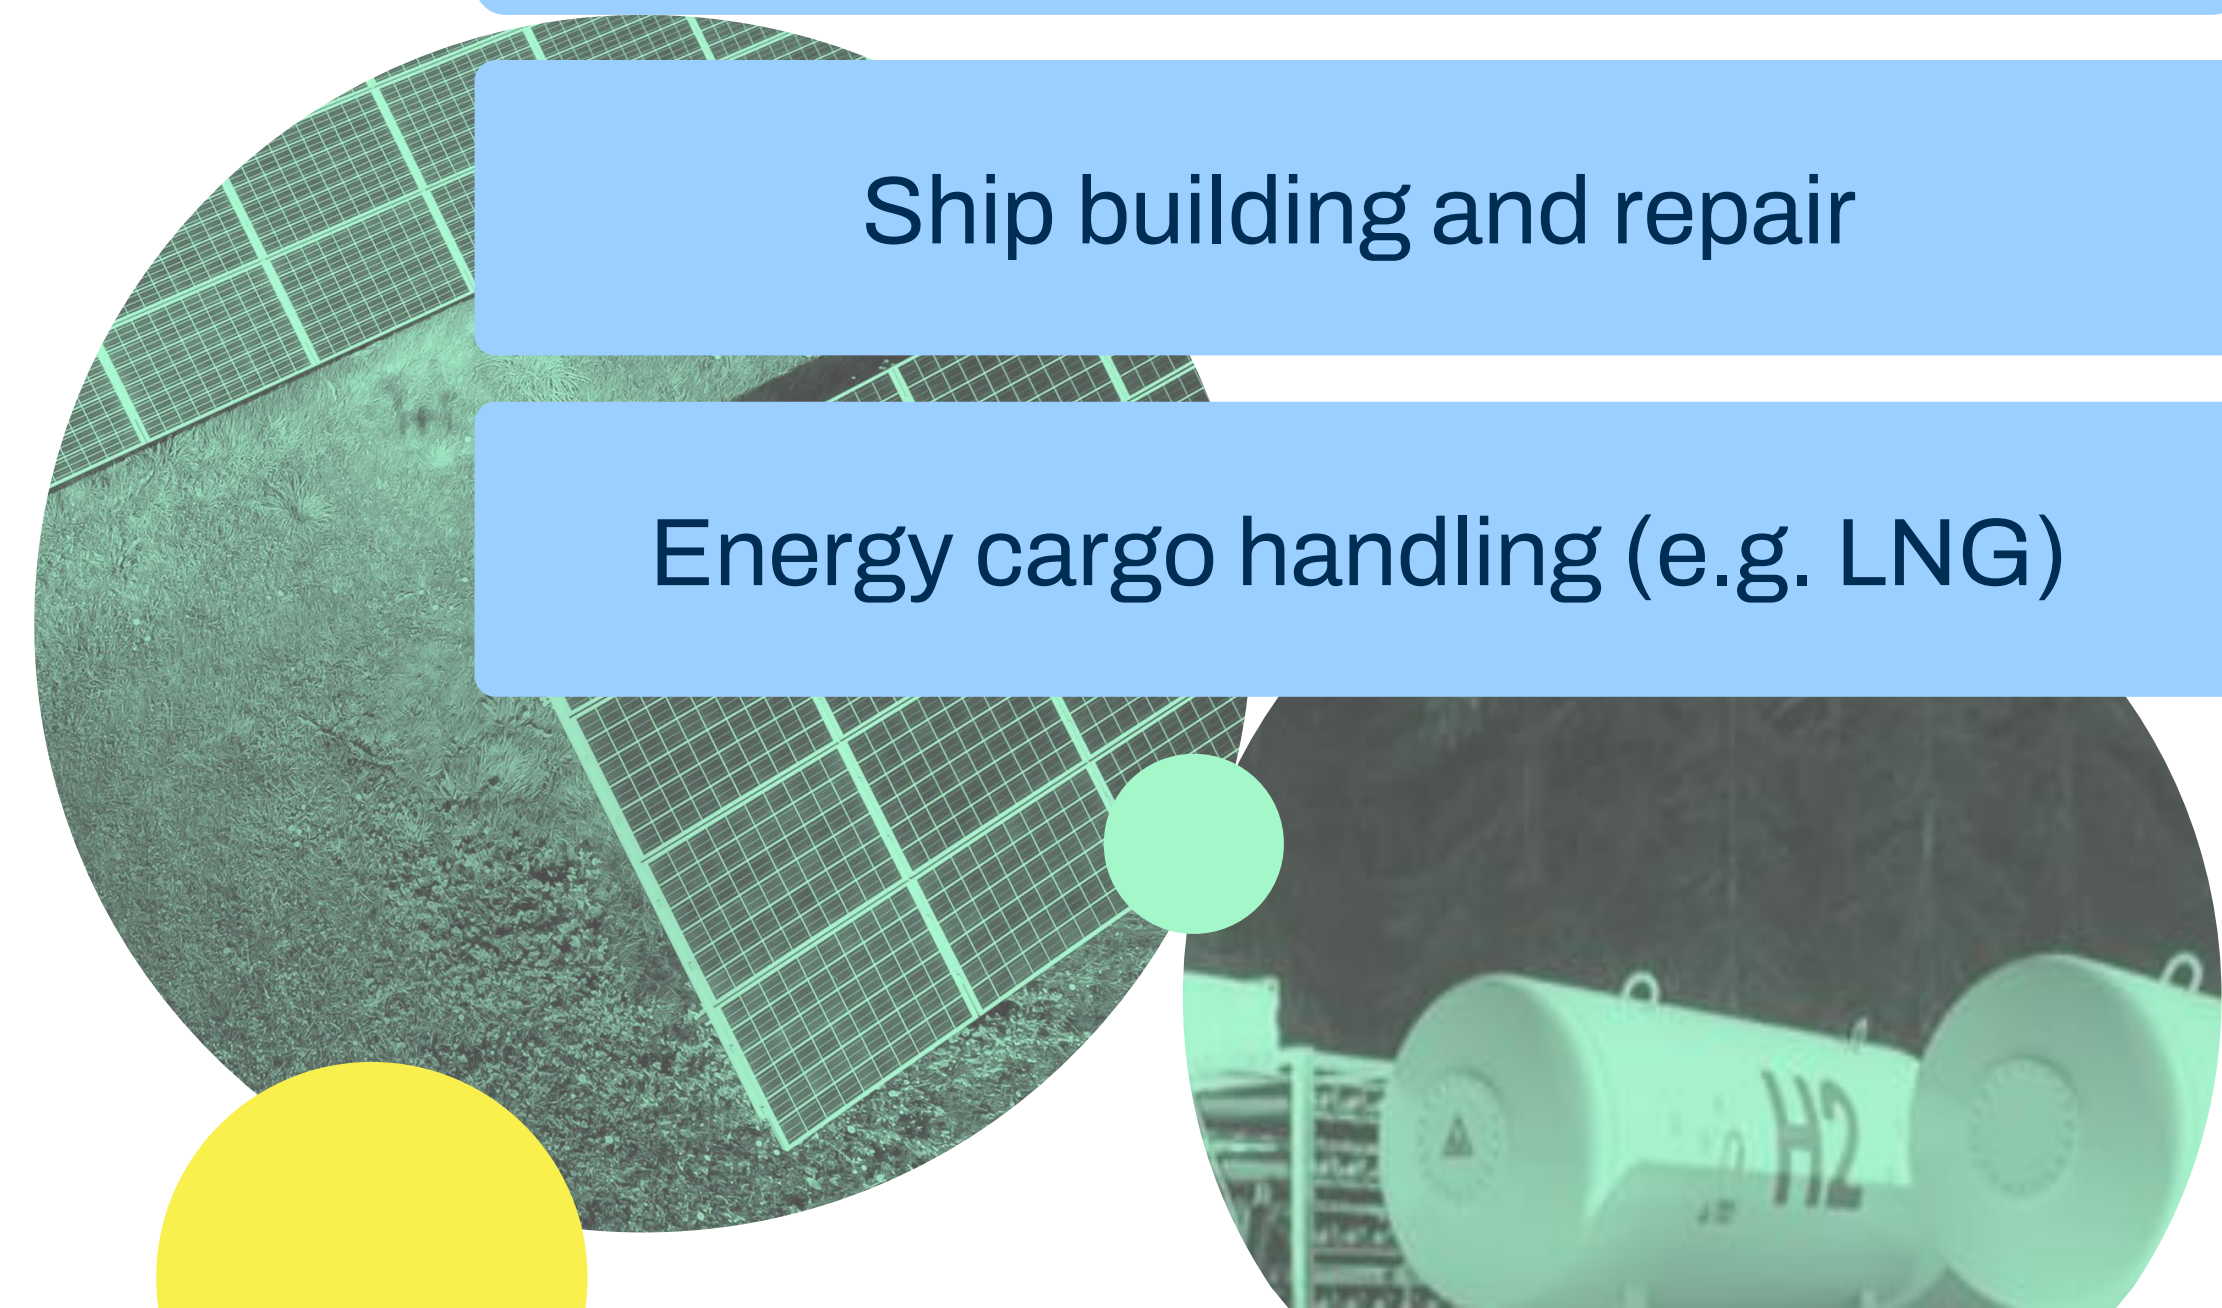 Ship building and repair
Energy cargo handling (e.g. LNG)
H2